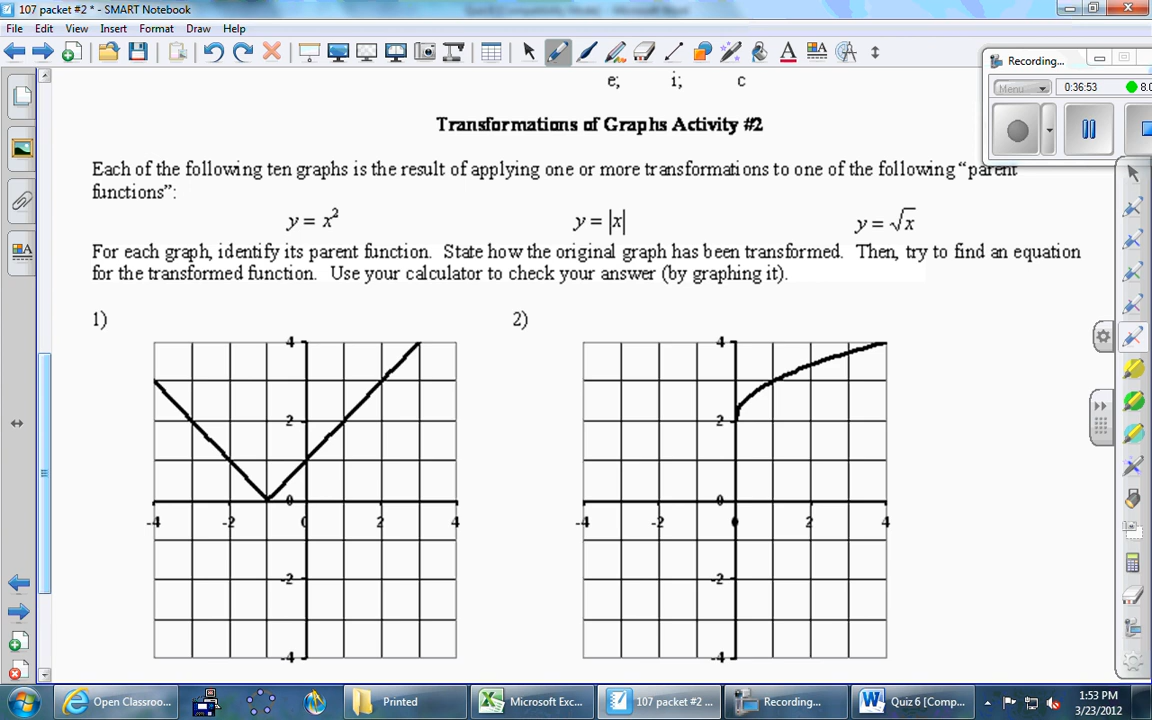 107 packet #2 * - SMART Notebook
File Edit View Insert Format Draw Help
Recording...
Menu 0:36:53 8.0
e; i; c
Transformations of Graphs Activity #2
Each of the following ten graphs is the result of applying one or more transformations to one of the following “parent
functions”:
y = x² y = |x| y = √x
For each graph, identify its parent function. State how the original graph has been transformed. Then, try to find an equation
for the transformed function. Use your calculator to check your answer (by graphing it).
1) 2)
4 4
2 2
0 0
-4 -2 0 2 4 -4 -2 0 2 4
-2 -2
-4 -4
Open Classroo... Printed Microsoft Exc... 107 packet #2 ... Recording... Quiz 6 [Comp... 1:53 PM
3/23/2012